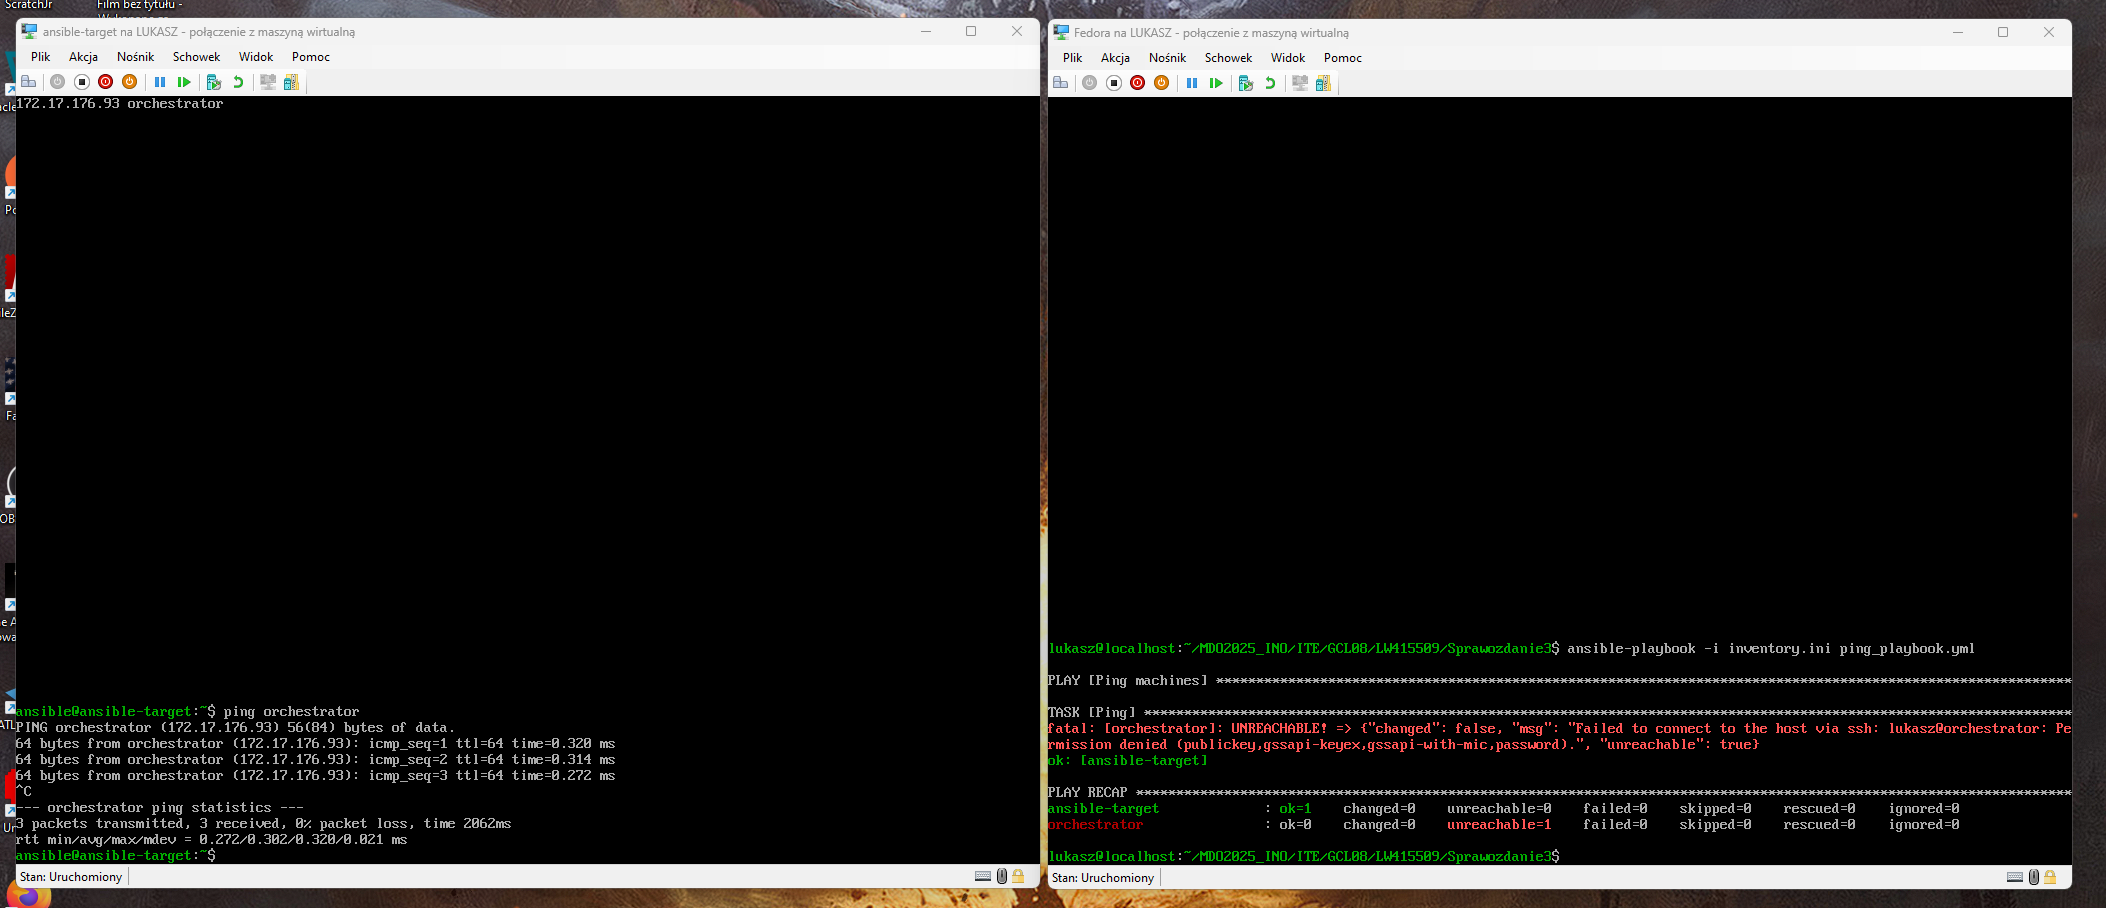 ScratchJr
Film bez tytułu -
ansible-target na LUKASZ - połączenie z maszyną wirtualną
Plik Akcja Nośnik Schowek Widok Pomoc
172.17.176.93 orchestrator
ansible@ansible-target:~$ ping orchestrator
PING orchestrator (172.17.176.93) 56(84) bytes of data.
64 bytes from orchestrator (172.17.176.93): icmp_seq=1 ttl=64 time=0.320 ms
64 bytes from orchestrator (172.17.176.93): icmp_seq=2 ttl=64 time=0.314 ms
64 bytes from orchestrator (172.17.176.93): icmp_seq=3 ttl=64 time=0.272 ms
^C
--- orchestrator ping statistics ---
3 packets transmitted, 3 received, 0% packet loss, time 2062ms
rtt min/avg/max/mdev = 0.272/0.302/0.320/0.021 ms
ansible@ansible-target:~$
Stan: Uruchomiony
Fedora na LUKASZ - połączenie z maszyną wirtualną
Plik Akcja Nośnik Schowek Widok Pomoc
lukasz@localhost:~/MDO2025_INO/ITE/GCL08/LW415509/Sprawozdanie3$ ansible-playbook -i inventory.ini ping_playbook.yml
PLAY [Ping machines] *********************************************************************************************************
TASK [Ping] *********************************************************************************************************
fatal: [orchestrator]: UNREACHABLE! => {"changed": false, "msg": "Failed to connect to the host via ssh: lukasz@orchestrator: Pe
rmission denied (publickey,gssapi-keyex,gssapi-with-mic,password).", "unreachable": true}
ok: [ansible-target]
PLAY RECAP *********************************************************************************************************
ansible-target : ok=1 changed=0 unreachable=0 failed=0 skipped=0 rescued=0 ignored=0
orchestrator : ok=0 changed=0 unreachable=1 failed=0 skipped=0 rescued=0 ignored=0
lukasz@localhost:~/MDO2025_INO/ITE/GCL08/LW415509/Sprawozdanie3$
Stan: Uruchomiony